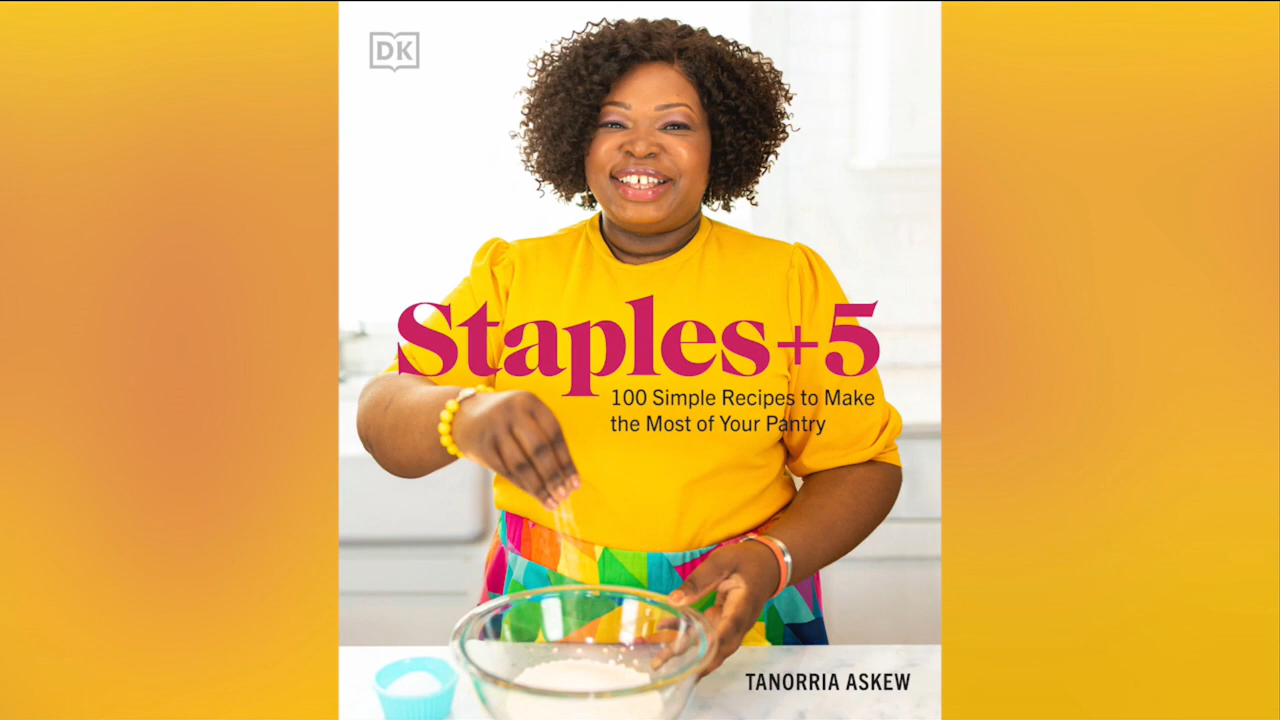 DK
Staples+5
100 Simple Recipes to Make
the Most of Your Pantry
TANORRIA ASKEW